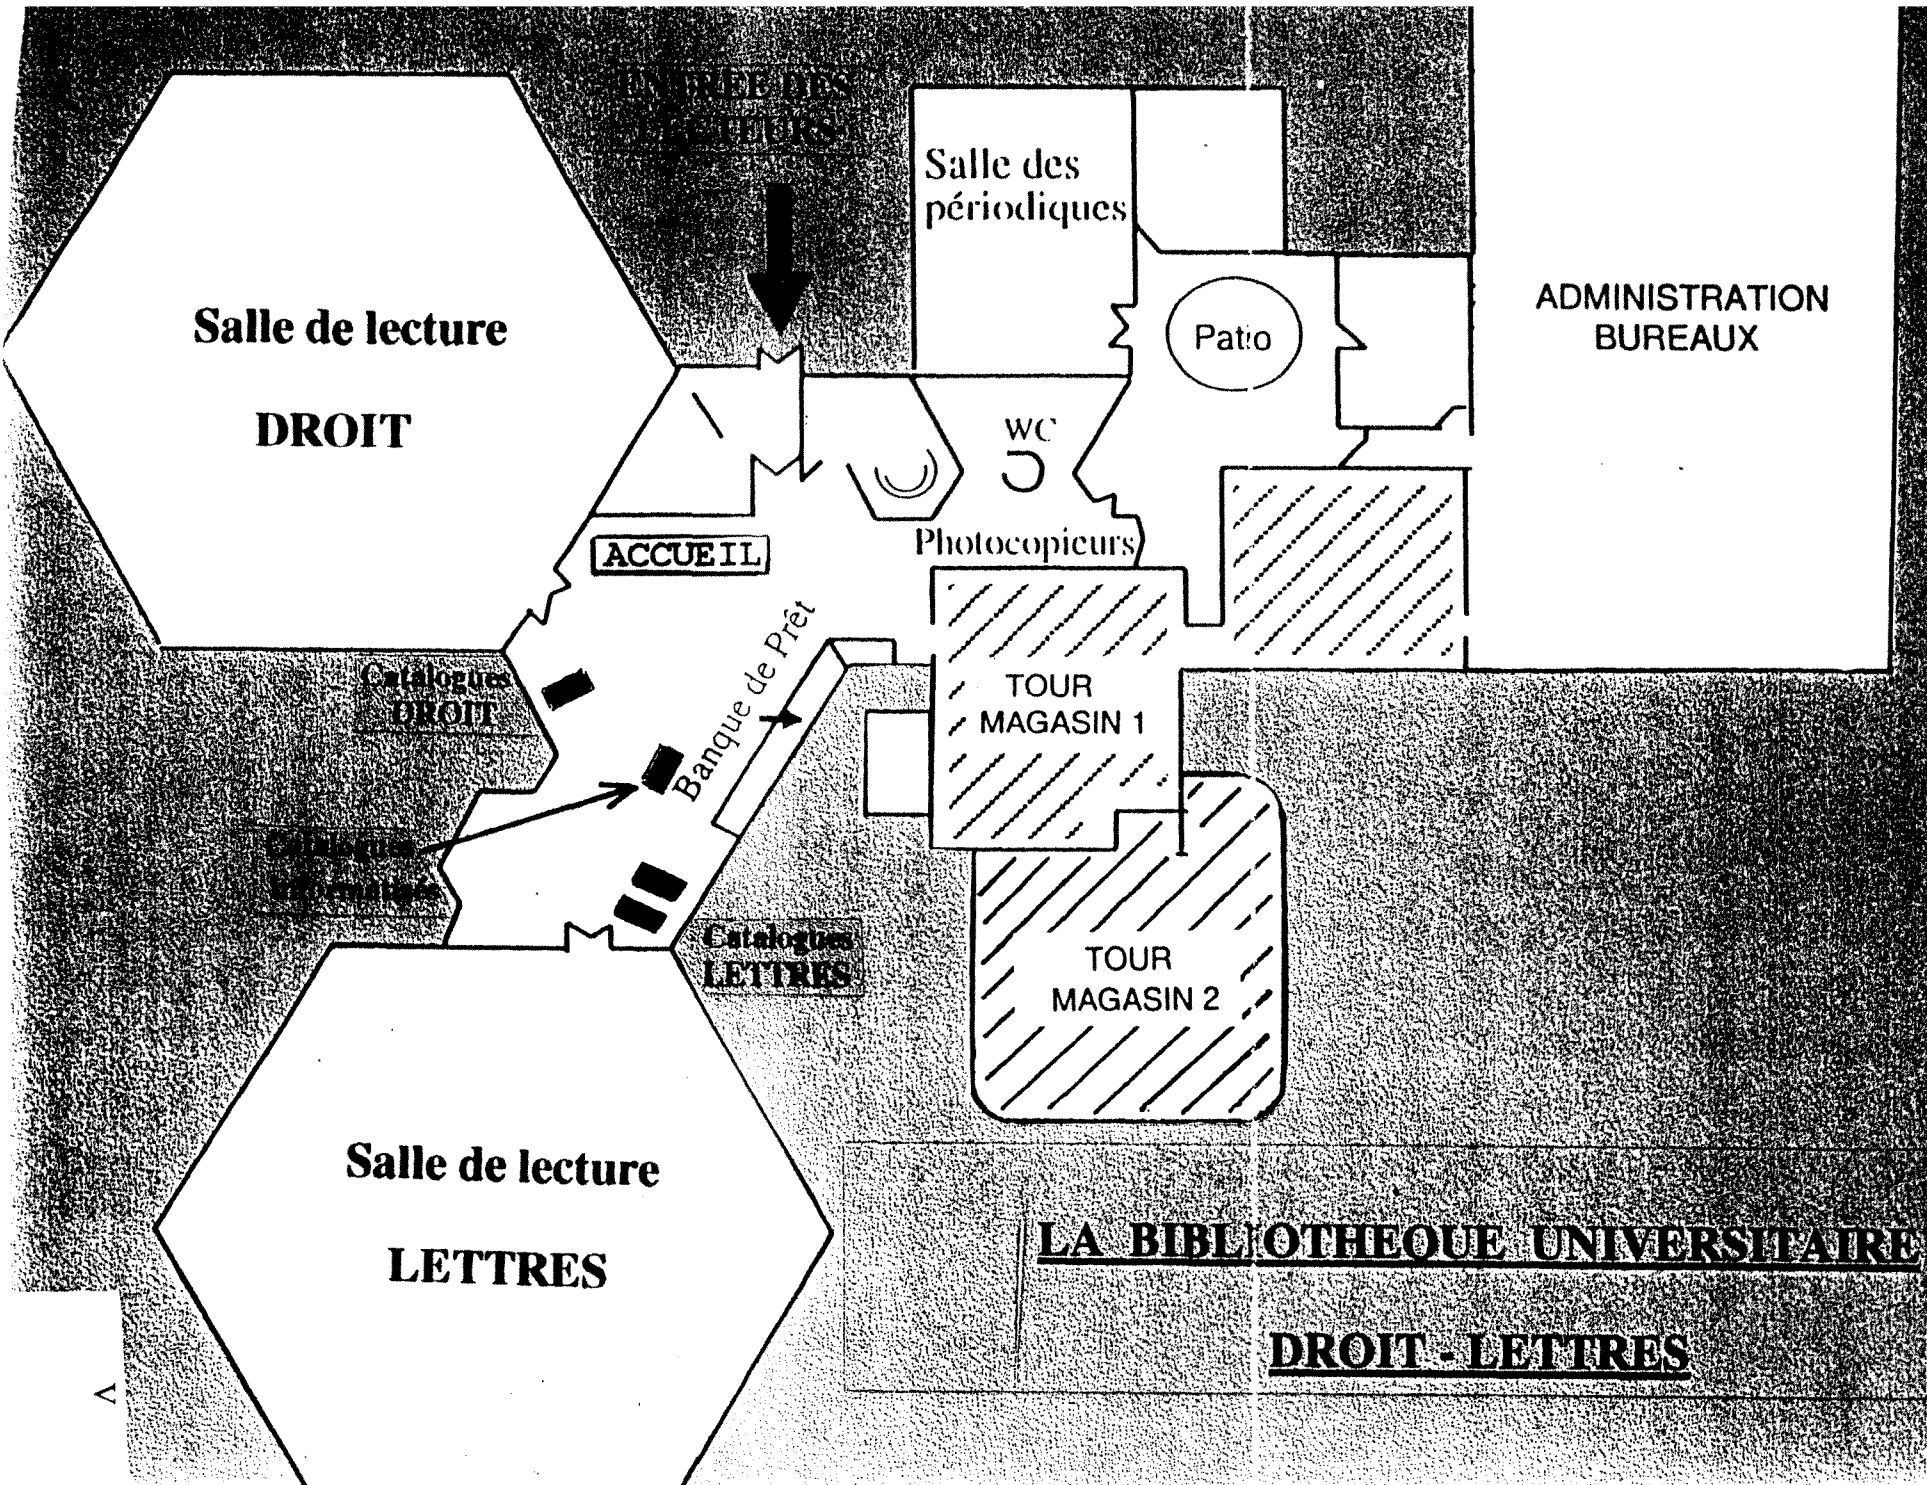 ENTREE DES
LECTEURS
Salle des
périodiques
Salle de lecture
DROIT
Patio
ADMINISTRATION
BUREAUX
WC
ACCUEIL
Photocopieurs
Catalogues
DROIT
Banque de Prêt
TOUR
MAGASIN 1
Catalogues
Informatisés
Catalogues
LETTRES
TOUR
MAGASIN 2
Salle de lecture
LETTRES
LA BIBLIOTHEQUE UNIVERSITAIRE
DROIT - LETTRES
V